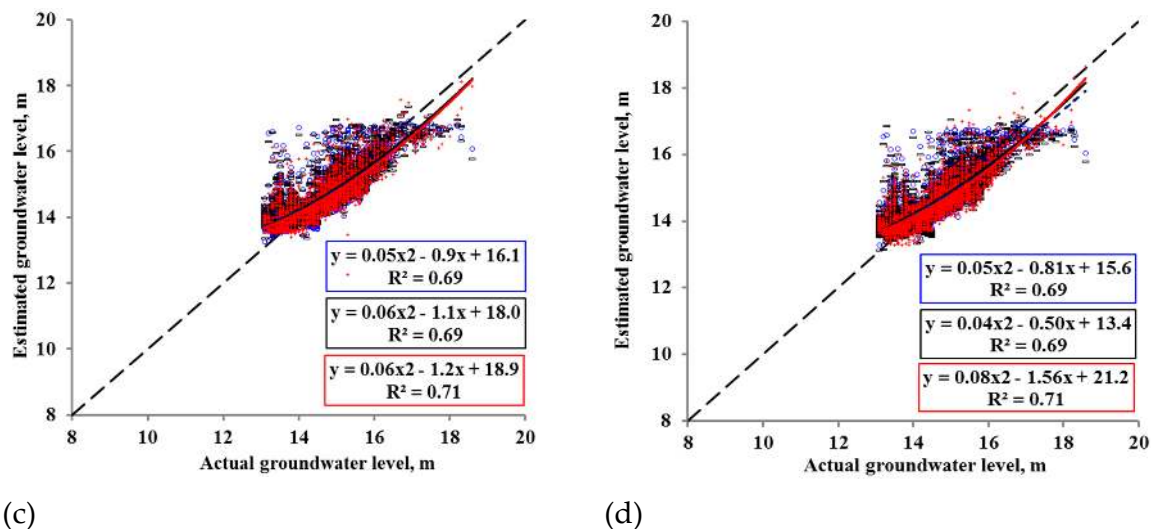 20
18
16
14
12
10
8
Estimated groundwater level, m
y = 0.05x2 - 0.9x + 16.1
R² = 0.69
y = 0.06x2 - 1.1x + 18.0
R² = 0.69
y = 0.06x2 - 1.2x + 18.9
R² = 0.71
8 10 12 14 16 18 20
Actual groundwater level, m
(c)
20
18
16
14
12
10
8
Estimated groundwater level, m
y = 0.05x2 - 0.81x + 15.6
R² = 0.69
y = 0.04x2 - 0.50x + 13.4
R² = 0.69
y = 0.08x2 - 1.56x + 21.2
R² = 0.71
8 10 12 14 16 18 20
Actual groundwater level, m
(d)